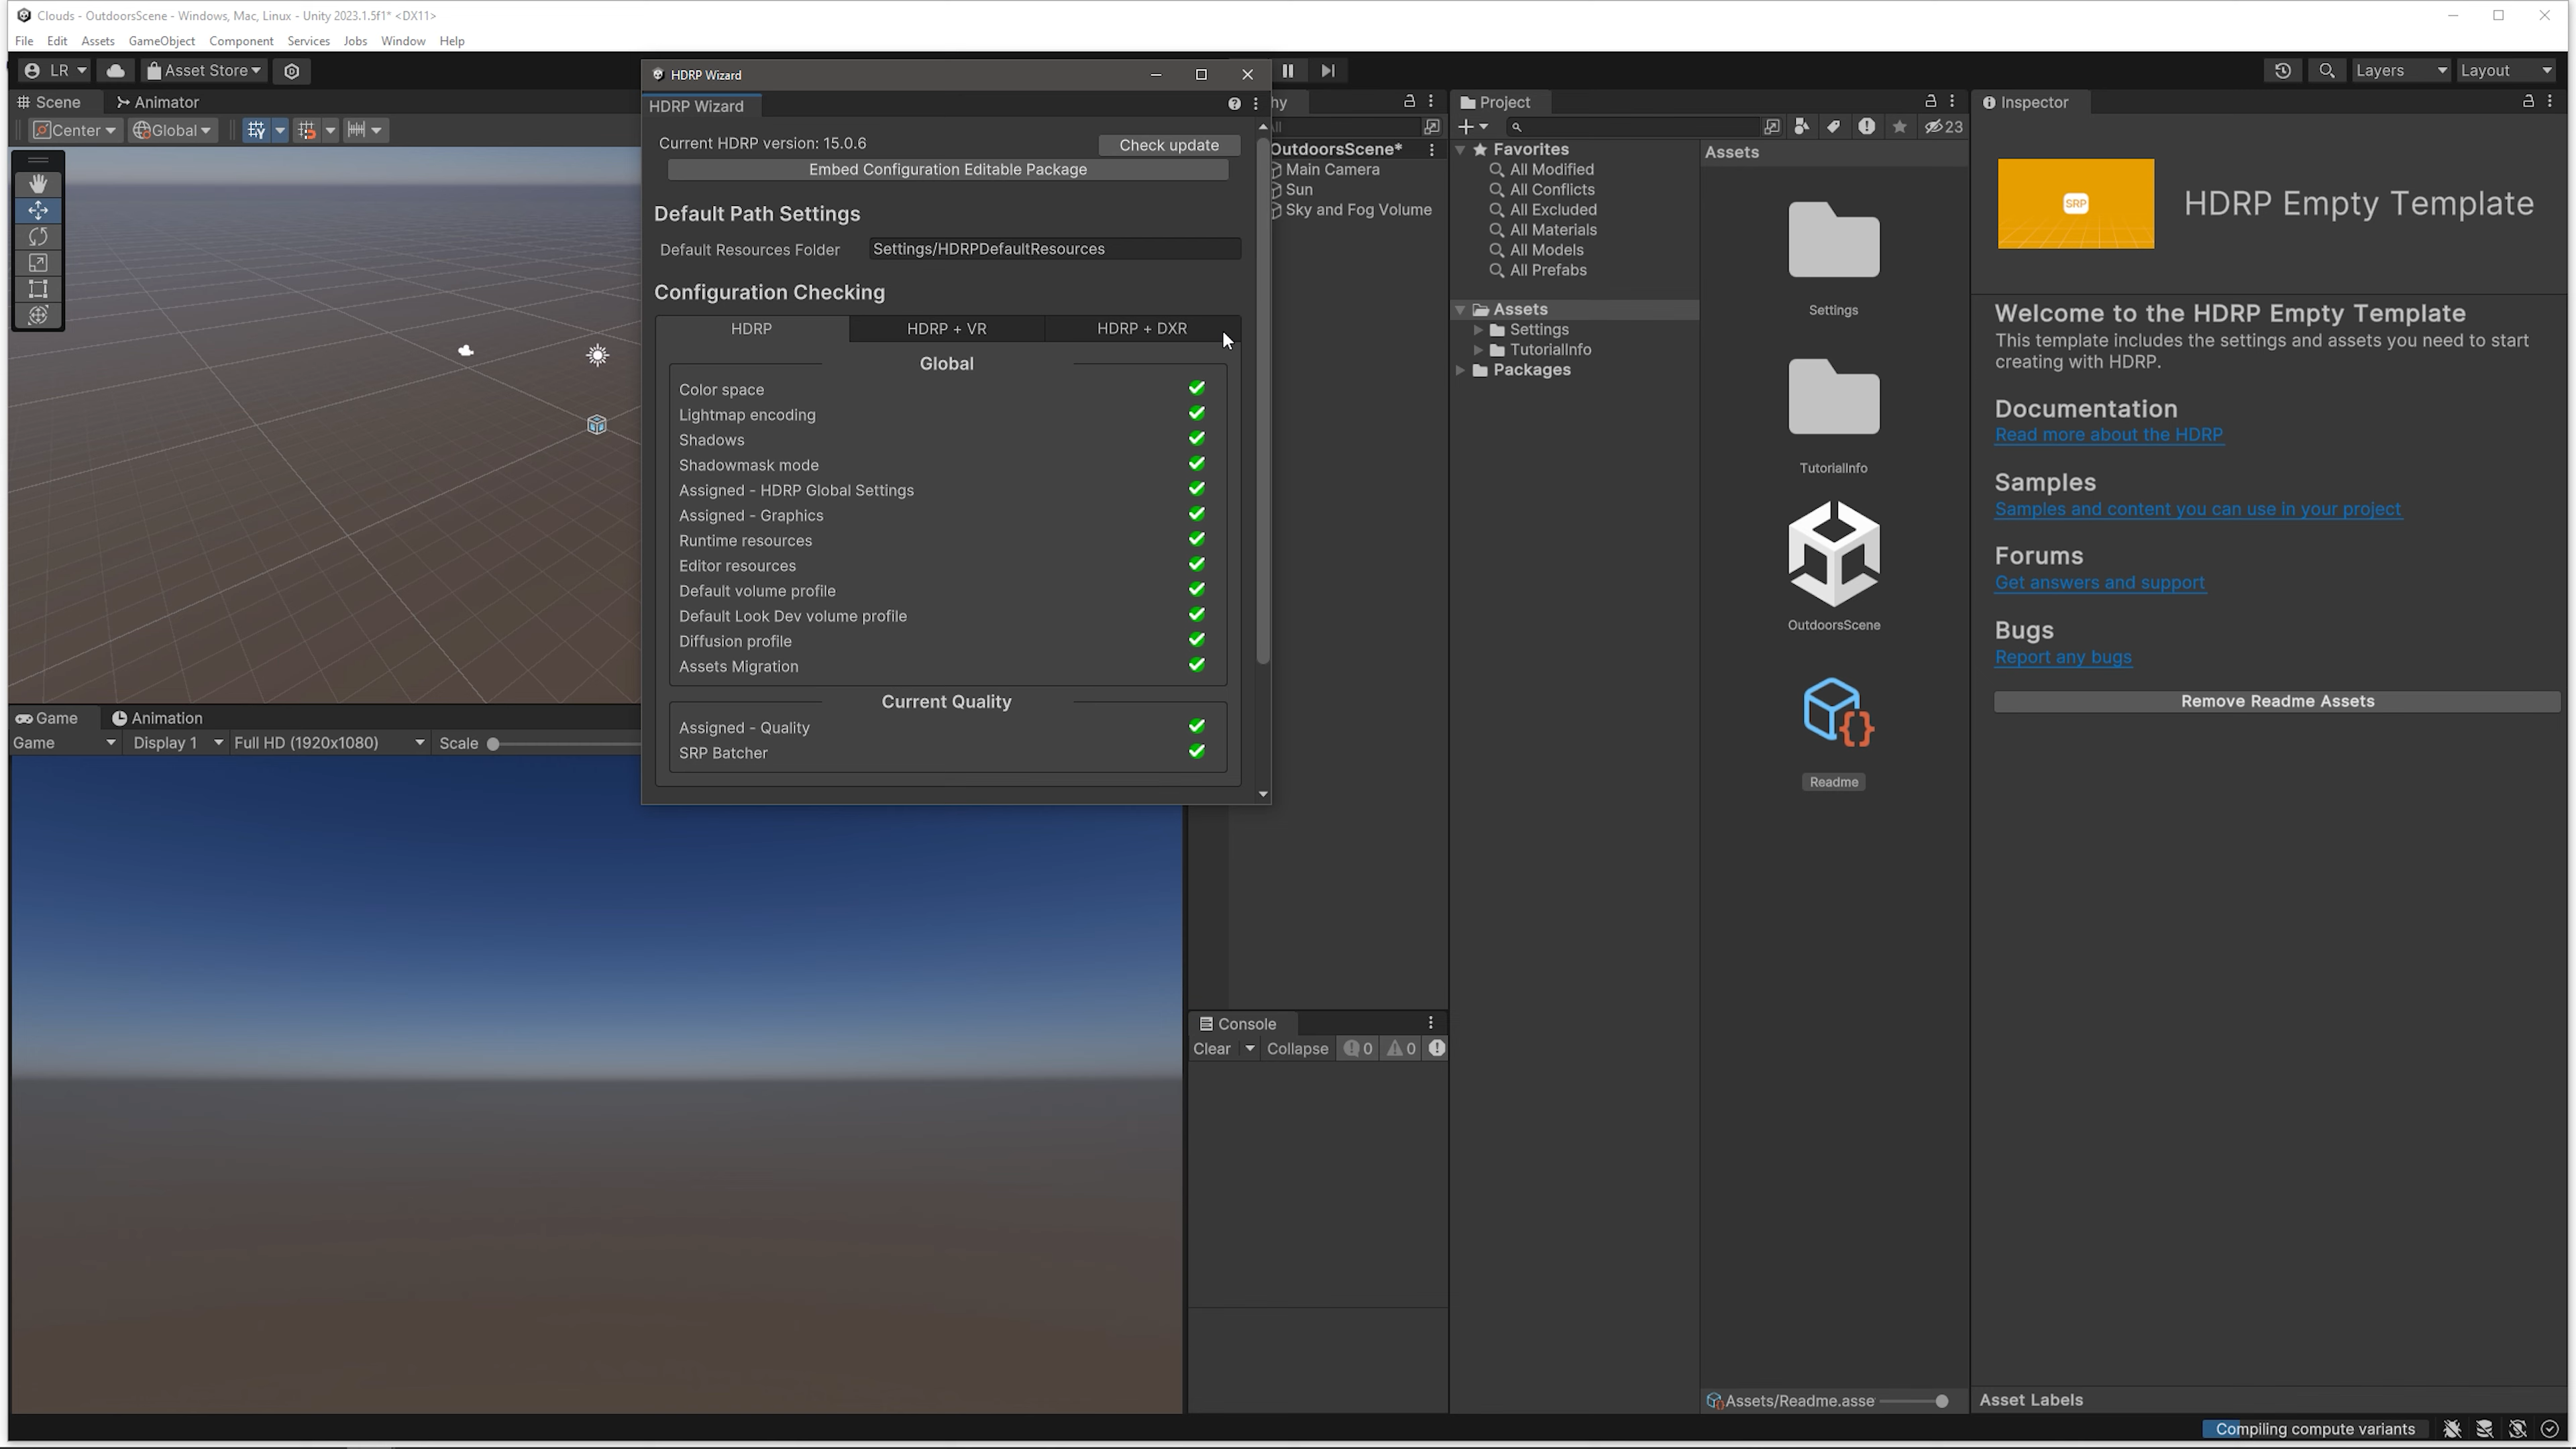 Clouds - OutdoorsScene - Windows, Mac, Linux - Unity 2023.1.5f1* <DX11>
File Edit Assets GameObject Component Services Jobs Window Help
LR Asset Store Layers Layout
Scene Animator
Center Global
HDRP Wizard
HDRP Wizard
Current HDRP version: 15.0.6 Check update
Embed Configuration Editable Package
Default Path Settings
Default Resources Folder Settings/HDRPDefaultResources
Configuration Checking
HDRP HDRP + VR HDRP + DXR
Global
Color space
Lightmap encoding
Shadows
Shadowmask mode
Assigned - HDRP Global Settings
Assigned - Graphics
Runtime resources
Editor resources
Default volume profile
Default Look Dev volume profile
Diffusion profile
Assets Migration
Current Quality
Assigned - Quality
SRP Batcher
Game Animation
Game Display 1 Full HD (1920x1080) Scale
hy
OutdoorsScene*
Main Camera
Sun
Sky and Fog Volume
Console
Clear Collapse 0 0
Project
23
Favorites
All Modified
All Conflicts
All Excluded
All Materials
All Models
All Prefabs
Assets
Settings
TutorialInfo
Packages
Assets
Settings
TutorialInfo
OutdoorsScene
Readme
Assets/Readme.asse
Inspector
SRP
HDRP Empty Template
Welcome to the HDRP Empty Template
This template includes the settings and assets you need to start
creating with HDRP.
Documentation
Read more about the HDRP
Samples
Samples and content you can use in your project
Forums
Get answers and support
Bugs
Report any bugs
Remove Readme Assets
Asset Labels
Compiling compute variants